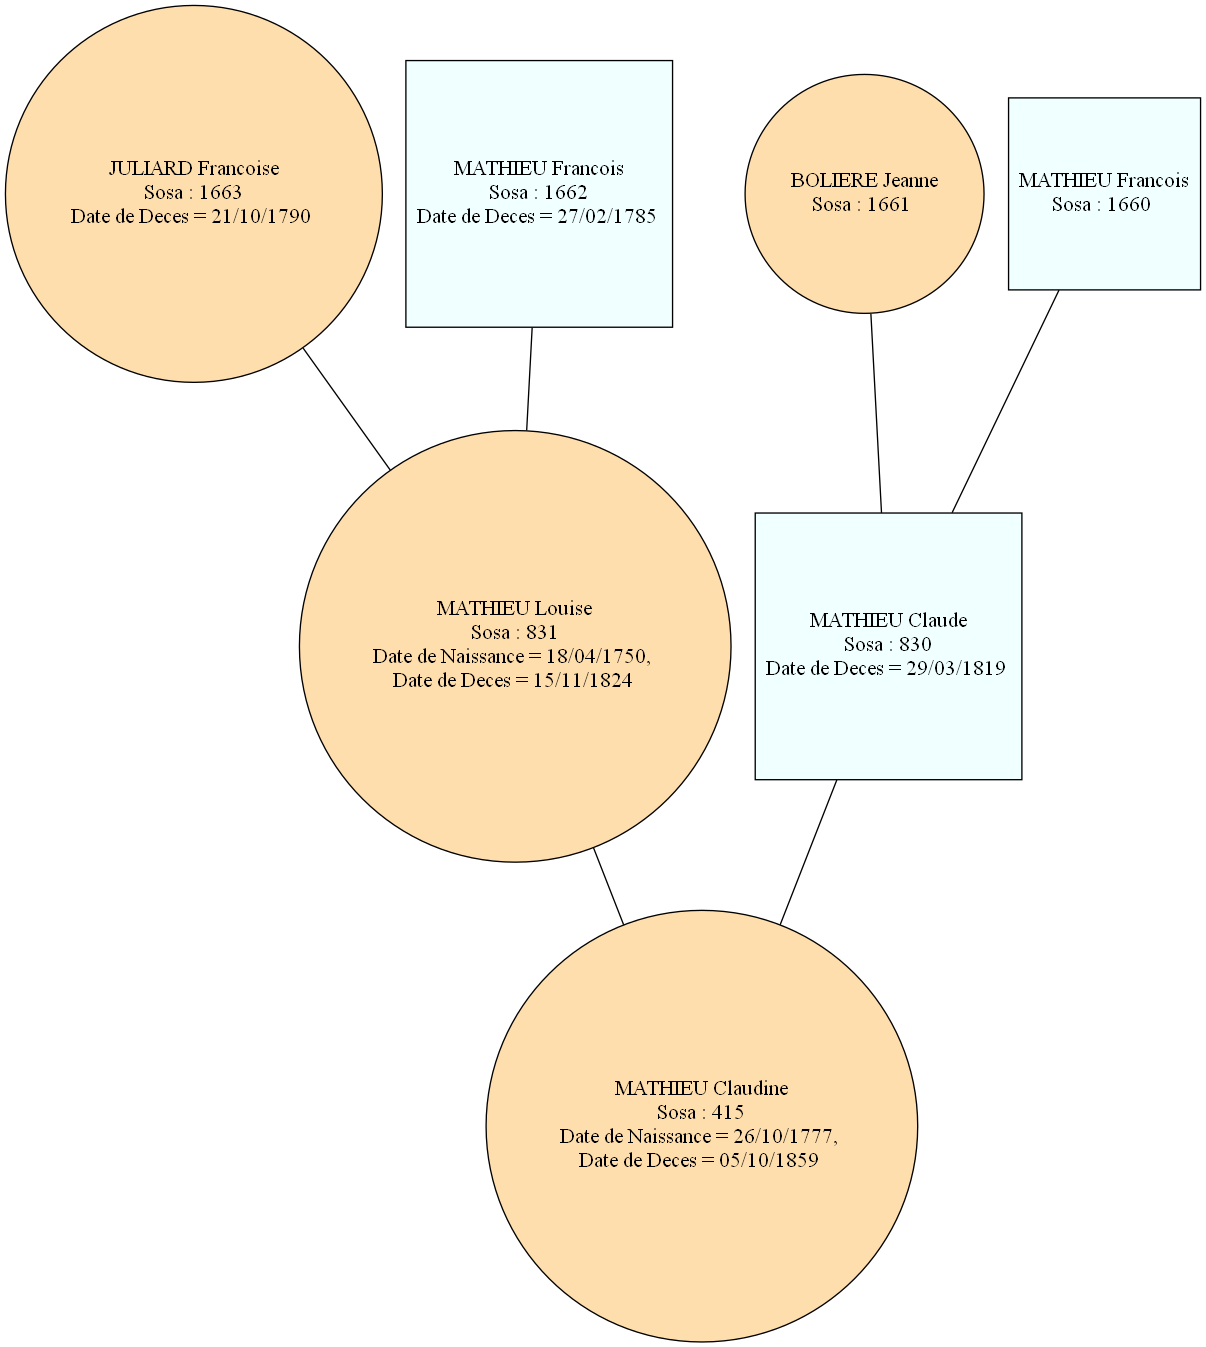 JULIARD Francoise
Sosa : 1663
Date de Deces = 21/10/1790
MATHIEU Francois
Sosa : 1662
Date de Deces = 27/02/1785
BOLIERE Jeanne
Sosa : 1661
MATHIEU Francois
Sosa : 1660
MATHIEU Louise
Sosa : 831
Date de Naissance = 18/04/1750,
Date de Deces = 15/11/1824
MATHIEU Claude
Sosa : 830
Date de Deces = 29/03/1819
MATHIEU Claudine
Sosa : 415
Date de Naissance = 26/10/1777,
Date de Deces = 05/10/1859